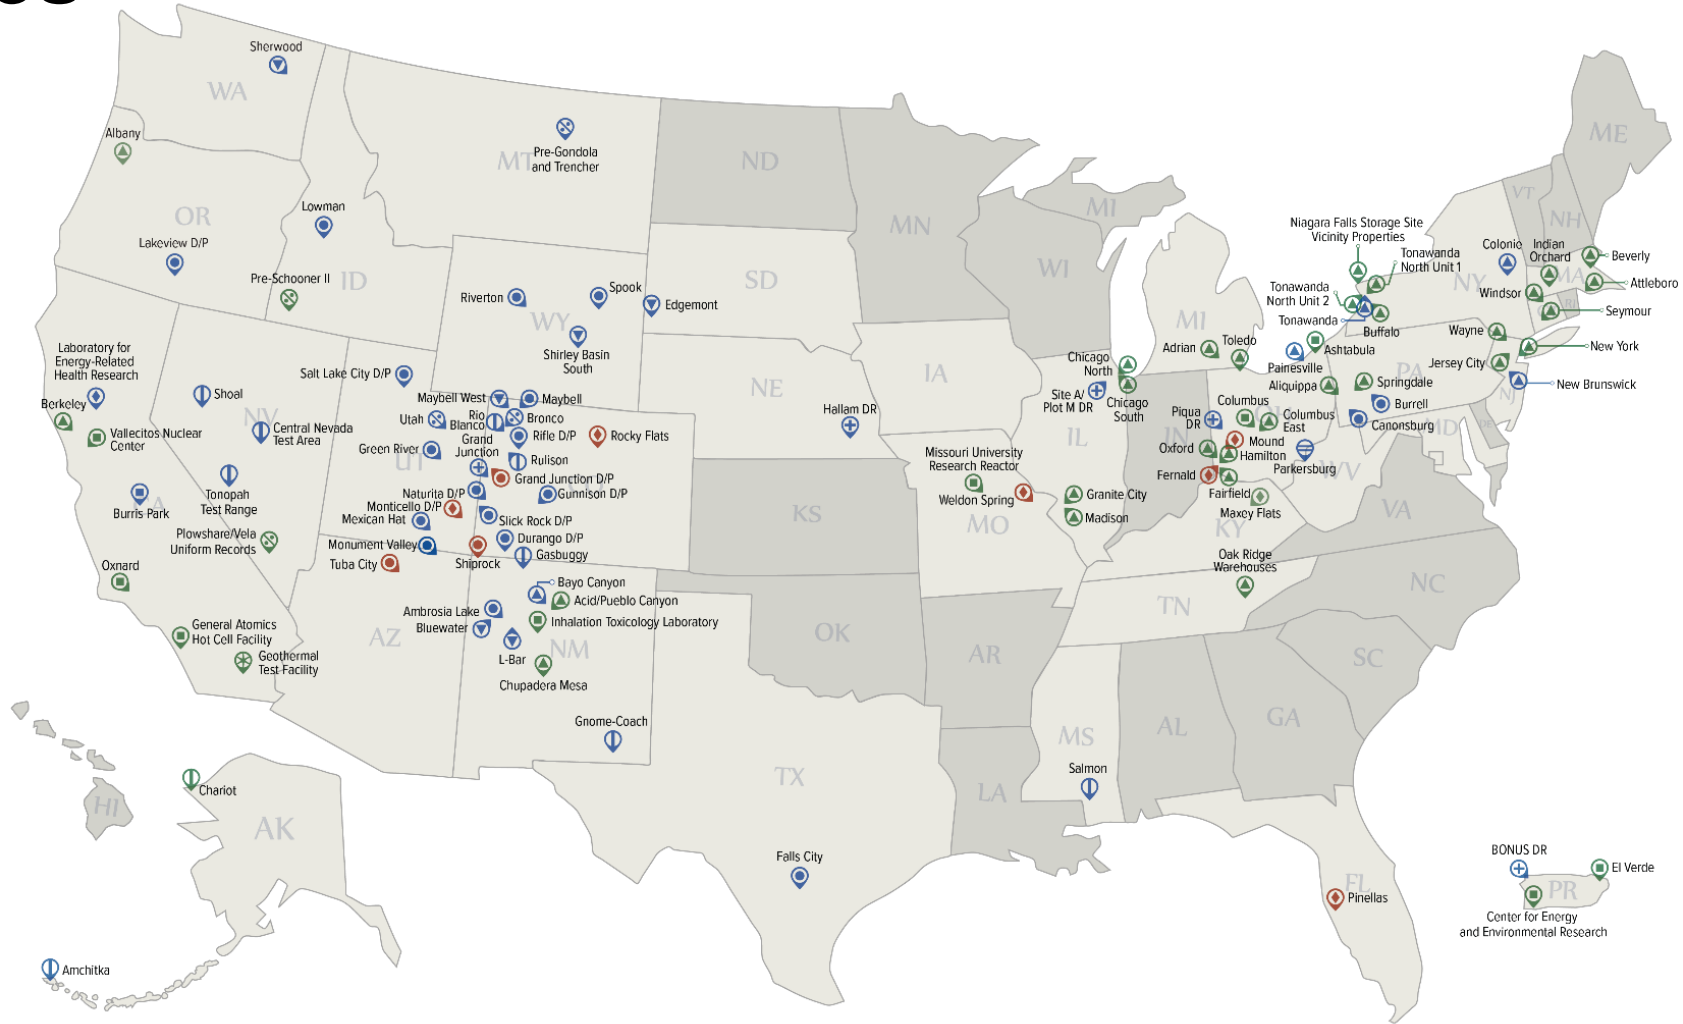 Sherwood
WA
Albany
Pre-Gondola
and Trencher
MT
ND
MN
ME
OR
Lowman
Lakeview D/P
Pre-Schooner II
ID
MI
WI
SD
VT
NH
Niagara Falls Storage Site
Vicinity Properties
Tonawanda
North Unit 1
Colonie
Indian
Orchard
Beverly
Attleboro
MA
NY
Windsor
RI
Seymour
Tonawanda
North Unit 2
Tonawanda
Buffalo
Riverton
Spook
Edgemont
WY
Shirley Basin
South
MI
Adrian
Toledo
Ashtabula
Painesville
Wayne
New York
Jersey City
New Brunswick
NJ
PA
Aliquippa
Springdale
Burrell
Canonsburg
Laboratory for
Energy-Related
Health Research
Berkeley
Vallecitos Nuclear
Center
Shoal
NV
Central Nevada
Test Area
Salt Lake City D/P
Maybell West
Maybell
Utah
Rio
Blanco
Bronco
Rifle D/P
Rocky Flats
Green River
UT
Grand
Junction
Rulison
Grand Junction D/P
Gunnison D/P
Naturita D/P
Monticello D/P
Mexican Hat
Slick Rock D/P
Durango D/P
Monument Valley
Tuba City
Shiprock
Gasbuggy
NE
IA
Hallam DR
Chicago
North
Site A/
Plot M DR
Chicago
South
IL
IN
Columbus
Columbus
East
OH
Piqua
DR
Oxford
Mound
Hamilton
Fernald
Fairfield
Parkersburg
WV
MD
DE
Maxey Flats
KY
VA
Missouri University
Research Reactor
Weldon Spring
Granite City
Madison
MO
KS
Tonopah
Test Range
Burris Park
CA
Plowshare/Vela
Uniform Records
Oxnard
General Atomics
Hot Cell Facility
Geothermal
Test Facility
AZ
Bayo Canyon
Acid/Pueblo Canyon
Ambrosia Lake
Bluewater
Inhalation Toxicology Laboratory
L-Bar
NM
Chupadera Mesa
Gnome-Coach
OK
AR
Oak Ridge
Warehouses
TN
NC
SC
GA
AL
MS
Salmon
LA
TX
Falls City
FL
Pinellas
HI
Chariot
AK
Amchitka
BONUS DR
El Verde
PR
Center for Energy
and Environmental Research